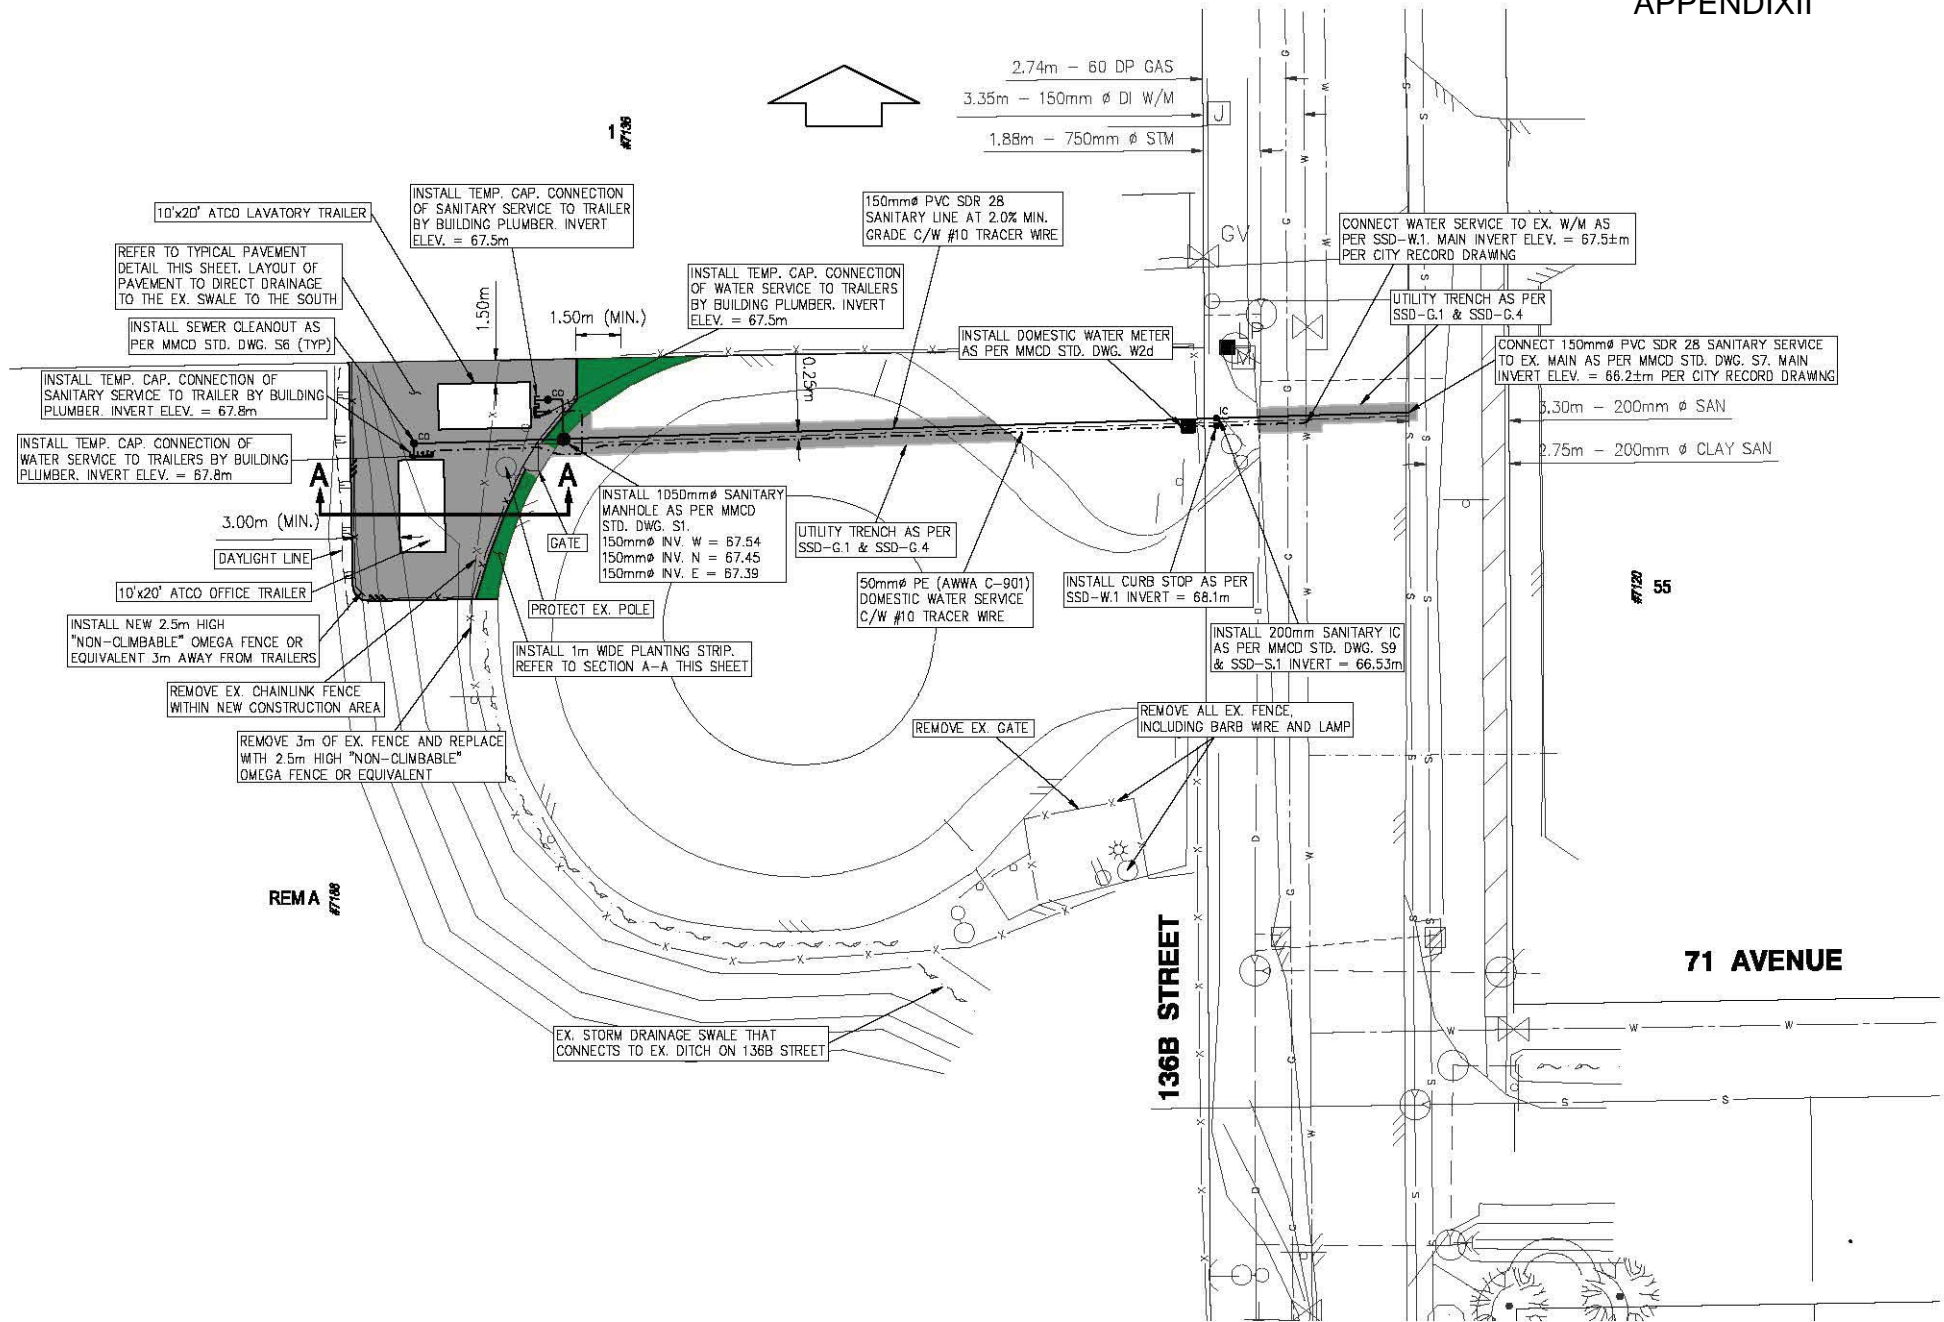 APPENDIXII
2.74m - 60 DP GAS
3.35m - 150mm ø DI W/M
1.88m - 750mm ø STM
J
1
#7136
10'x20' ATCO LAVATORY TRAILER
INSTALL TEMP. CAP. CONNECTION
OF SANITARY SERVICE TO TRAILER
BY BUILDING PLUMBER. INVERT
ELEV. = 67.5m
150mmø PVC SDR 28
SANITARY LINE AT 2.0% MIN.
GRADE C/W #10 TRACER WIRE
GV
CONNECT WATER SERVICE TO EX. W/M AS
PER SSD-W.1. MAIN INVERT ELEV. = 67.5±m
PER CITY RECORD DRAWING
REFER TO TYPICAL PAVEMENT
DETAIL THIS SHEET. LAYOUT OF
PAVEMENT TO DIRECT DRAINAGE
TO THE EX. SWALE TO THE SOUTH
1.50m
1.50m (MIN.)
INSTALL TEMP. CAP. CONNECTION
OF WATER SERVICE TO TRAILERS
BY BUILDING PLUMBER. INVERT
ELEV. = 67.5m
UTILITY TRENCH AS PER
SSD-G.1 & SSD-G.4
INSTALL SEWER CLEANOUT AS
PER MMCD STD. DWG. S6 (TYP)
INSTALL DOMESTIC WATER METER
AS PER MMCD STD. DWG. W2d
CONNECT 150mmø PVC SDR 28 SANITARY SERVICE
TO EX. MAIN AS PER MMCD STD. DWG. S7. MAIN
INVERT ELEV. = 66.2±m PER CITY RECORD DRAWING
0.25m
INSTALL TEMP. CAP. CONNECTION OF
SANITARY SERVICE TO TRAILER BY BUILDING
PLUMBER. INVERT ELEV. = 67.8m
CO
CO
IC
3.30m - 200mm ø SAN
2.75m - 200mm ø CLAY SAN
INSTALL TEMP. CAP. CONNECTION OF
WATER SERVICE TO TRAILERS BY BUILDING
PLUMBER. INVERT ELEV. = 67.8m
A
A
3.00m (MIN.)
DAYLIGHT LINE
10'x20' ATCO OFFICE TRAILER
GATE
INSTALL 1050mmø SANITARY
MANHOLE AS PER MMCD
STD. DWG. S1.
150mmø INV. W = 67.54
150mmø INV. N = 67.45
150mmø INV. E = 67.39
UTILITY TRENCH AS PER
SSD-G.1 & SSD-G.4
50mmø PE (AWWA C-901)
DOMESTIC WATER SERVICE
C/W #10 TRACER WIRE
INSTALL CURB STOP AS PER
SSD-W.1 INVERT = 68.1m
#7120
55
PROTECT EX. POLE
INSTALL NEW 2.5m HIGH
"NON-CLIMBABLE" OMEGA FENCE OR
EQUIVALENT 3m AWAY FROM TRAILERS
INSTALL 1m WIDE PLANTING STRIP.
REFER TO SECTION A-A THIS SHEET
INSTALL 200mm SANITARY IC
AS PER MMCD STD. DWG. S9
& SSD-S.1 INVERT = 66.53m
REMOVE EX. CHAINLINK FENCE
WITHIN NEW CONSTRUCTION AREA
REMOVE EX. GATE
REMOVE ALL EX. FENCE,
INCLUDING BARB WIRE AND LAMP
REMOVE 3m OF EX. FENCE AND REPLACE
WITH 2.5m HIGH "NON-CLIMBABLE"
OMEGA FENCE OR EQUIVALENT
REM A
#7188
136B STREET
71 AVENUE
EX. STORM DRAINAGE SWALE THAT
CONNECTS TO EX. DITCH ON 136B STREET